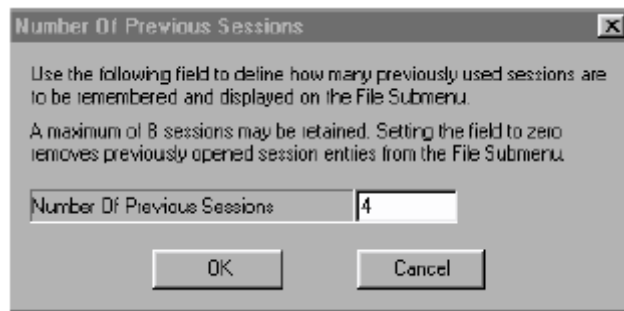 Number Of Previous Sessions
Use the following field to define how many previously used sessions are
to be remembered and displayed on the File Submenu.
A maximum of 8 sessions may be retained. Setting the field to zero
removes previously opened session entries from the File Submenu.
Number Of Previous Sessions 4
OK Cancel